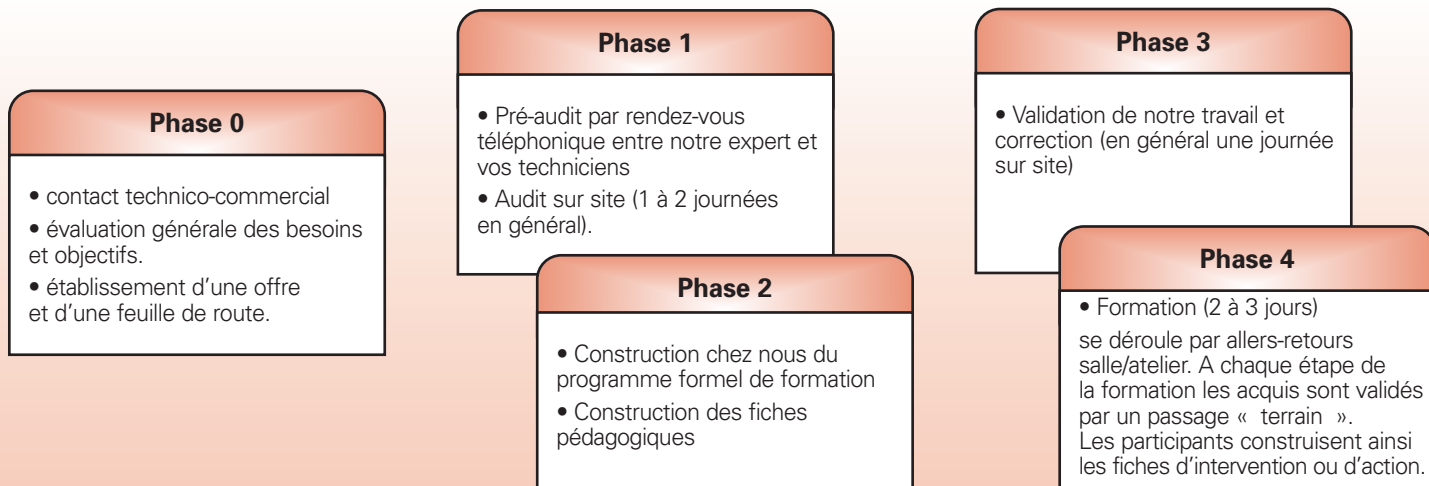 Phase 0
• contact technico-commercial
• évaluation générale des besoins
et objectifs.
• établissement d’une offre
et d’une feuille de route.
Phase 1
• Pré-audit par rendez-vous
téléphonique entre notre expert et
vos techniciens
• Audit sur site (1 à 2 journées
en général).
Phase 2
• Construction chez nous du
programme formel de formation
• Construction des fiches
pédagogiques
Phase 3
• Validation de notre travail et
correction (en général une journée
sur site)
Phase 4
• Formation (2 à 3 jours)
se déroule par allers-retours
salle/atelier. A chaque étape de
la formation les acquis sont validés
par un passage « terrain ».
Les participants construisent ainsi
les fiches d’intervention ou d’action.